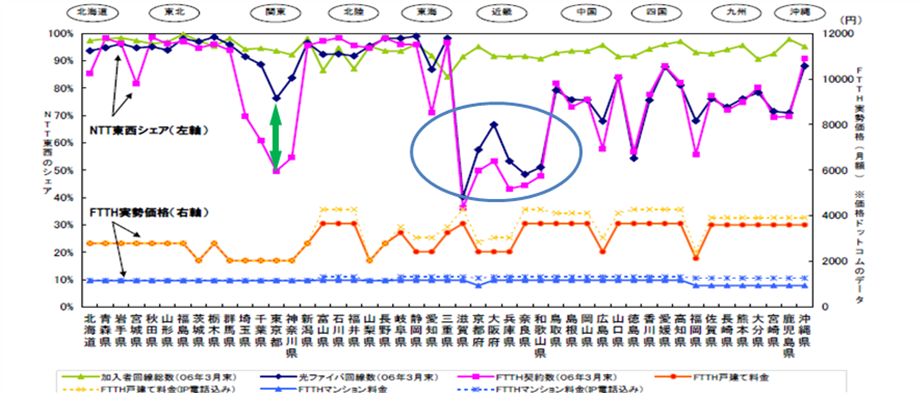 北海道 東北 関東 北陸 東海 近畿 中国 四国 九州 沖縄
(円)
100% 12000
90%
80% 10000
70% 8000
60%
50% 6000
40%
30% 4000
20% 2000
10%
0% 0
NTT東西のシェア
NTT東西シェア(左軸)
FTTH実勢価格(右軸)
FTTH実勢価格(月額) ※価格ドットコムのデータ
北海道 青森県 岩手県 宮城県 秋田県 山形県 福島県 茨城県 栃木県 群馬県 埼玉県 千葉県 東京都 神奈川県 新潟県 富山県 石川県 福井県 山梨県 長野県 岐阜県 静岡県 愛知県 三重県 滋賀県 京都府 大阪府 兵庫県 奈良県 和歌山県 鳥取県 島根県 岡山県 広島県 山口県 徳島県 香川県 愛媛県 高知県 福岡県 佐賀県 長崎県 熊本県 大分県 宮崎県 鹿児島県 沖縄県
加入者回線総数(06年3月末) 光ファイバ回線数(06年3月末) FTTH契約数(06年3月末) FTTH戸建て料金
FTTH戸建て料金(IP電話込み) FTTHマンション料金 FTTHマンション料金(IP電話込み)